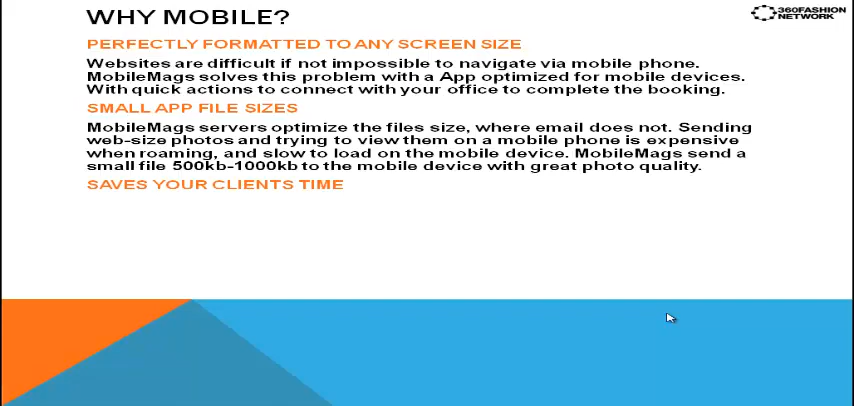 WHY MOBILE?
360FASHION
NETWORK
PERFECTLY FORMATTED TO ANY SCREEN SIZE
Websites are difficult if not impossible to navigate via mobile phone.
MobileMags solves this problem with a App optimized for mobile devices.
With quick actions to connect with your office to complete the booking.
SMALL APP FILE SIZES
MobileMags servers optimize the files size, where email does not. Sending
web-size photos and trying to view them on a mobile phone is expensive
when roaming, and slow to load on the mobile device. MobileMags send a
small file 500kb-1000kb to the mobile device with great photo quality.
SAVES YOUR CLIENTS TIME